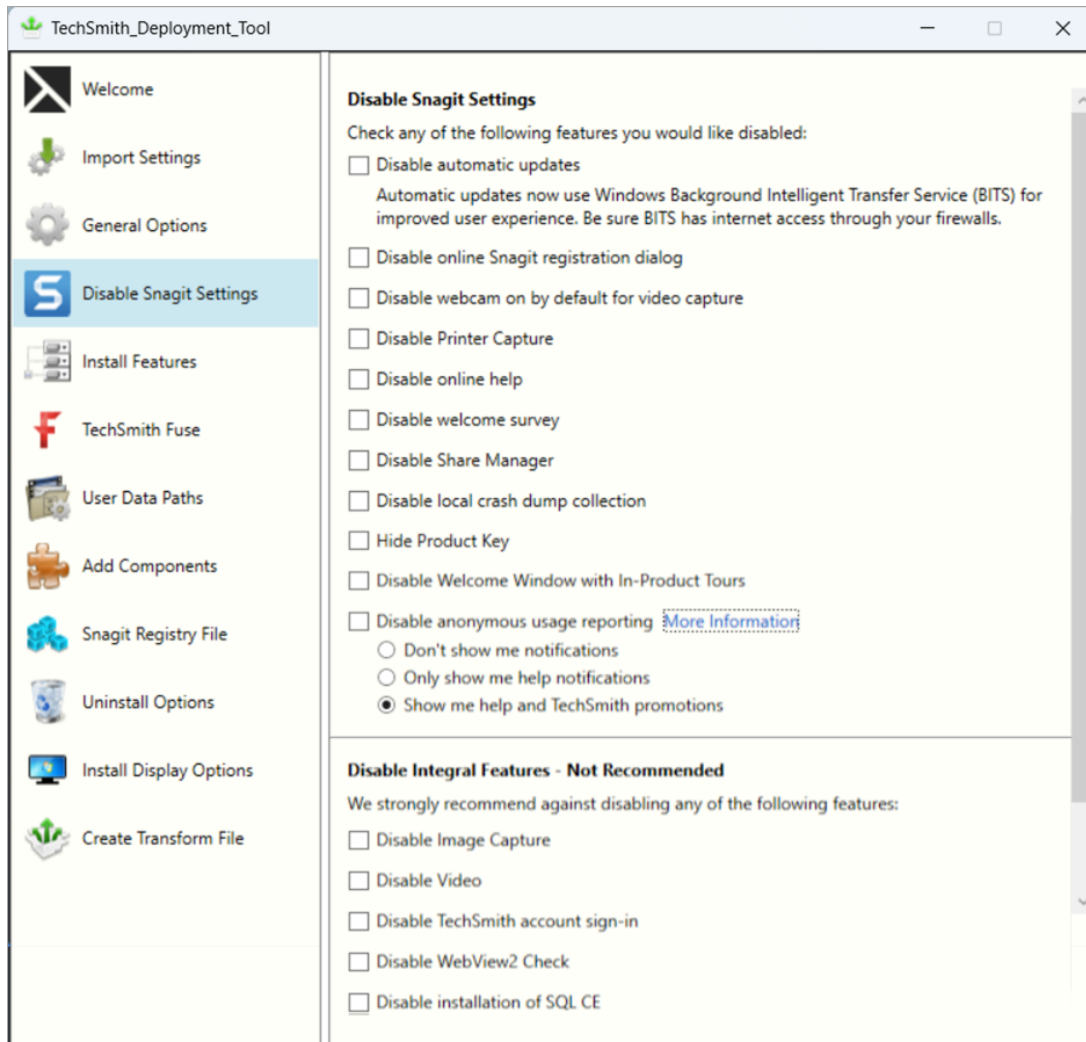 TechSmith_Deployment_Tool
Welcome
Import Settings
General Options
Disable Snagit Settings
Install Features
TechSmith Fuse
User Data Paths
Add Components
Snagit Registry File
Uninstall Options
Install Display Options
Create Transform File
Disable Snagit Settings
Check any of the following features you would like disabled:
Disable automatic updates
Automatic updates now use Windows Background Intelligent Transfer Service (BITS) for
improved user experience. Be sure BITS has internet access through your firewalls.
Disable online Snagit registration dialog
Disable webcam on by default for video capture
Disable Printer Capture
Disable online help
Disable welcome survey
Disable Share Manager
Disable local crash dump collection
Hide Product Key
Disable Welcome Window with In-Product Tours
Disable anonymous usage reporting More Information
Don't show me notifications
Only show me help notifications
Show me help and TechSmith promotions
Disable Integral Features - Not Recommended
We strongly recommend against disabling any of the following features:
Disable Image Capture
Disable Video
Disable TechSmith account sign-in
Disable WebView2 Check
Disable installation of SQL CE